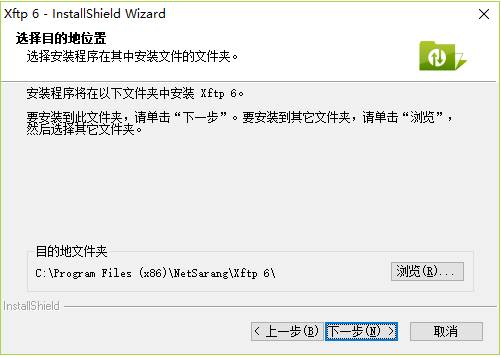 Xftp 6 - InstallShield Wizard
选择目的地位置
选择安装程序在其中安装文件的文件夹。
安装程序将在以下文件夹中安装 Xftp 6。
要安装到此文件夹，请单击“下一步”。要安装到其它文件夹，请单击“浏览”，
然后选择其它文件夹。
目的地文件夹
C:\Program Files (x86)\NetSarang\Xftp 6\
浏览(R)...
InstallShield
< 上一步(B) 下一步(N) > 取消